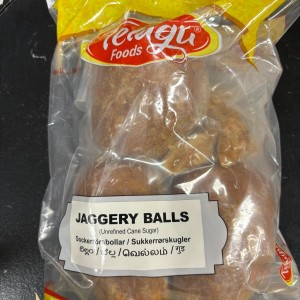 Telugu®
Foods
JAGGERY BALLS
(Unrefined Cane Sugar)
Sockerrörsbollar / Sukkerrørskugler
வெல்லம் / गुड़